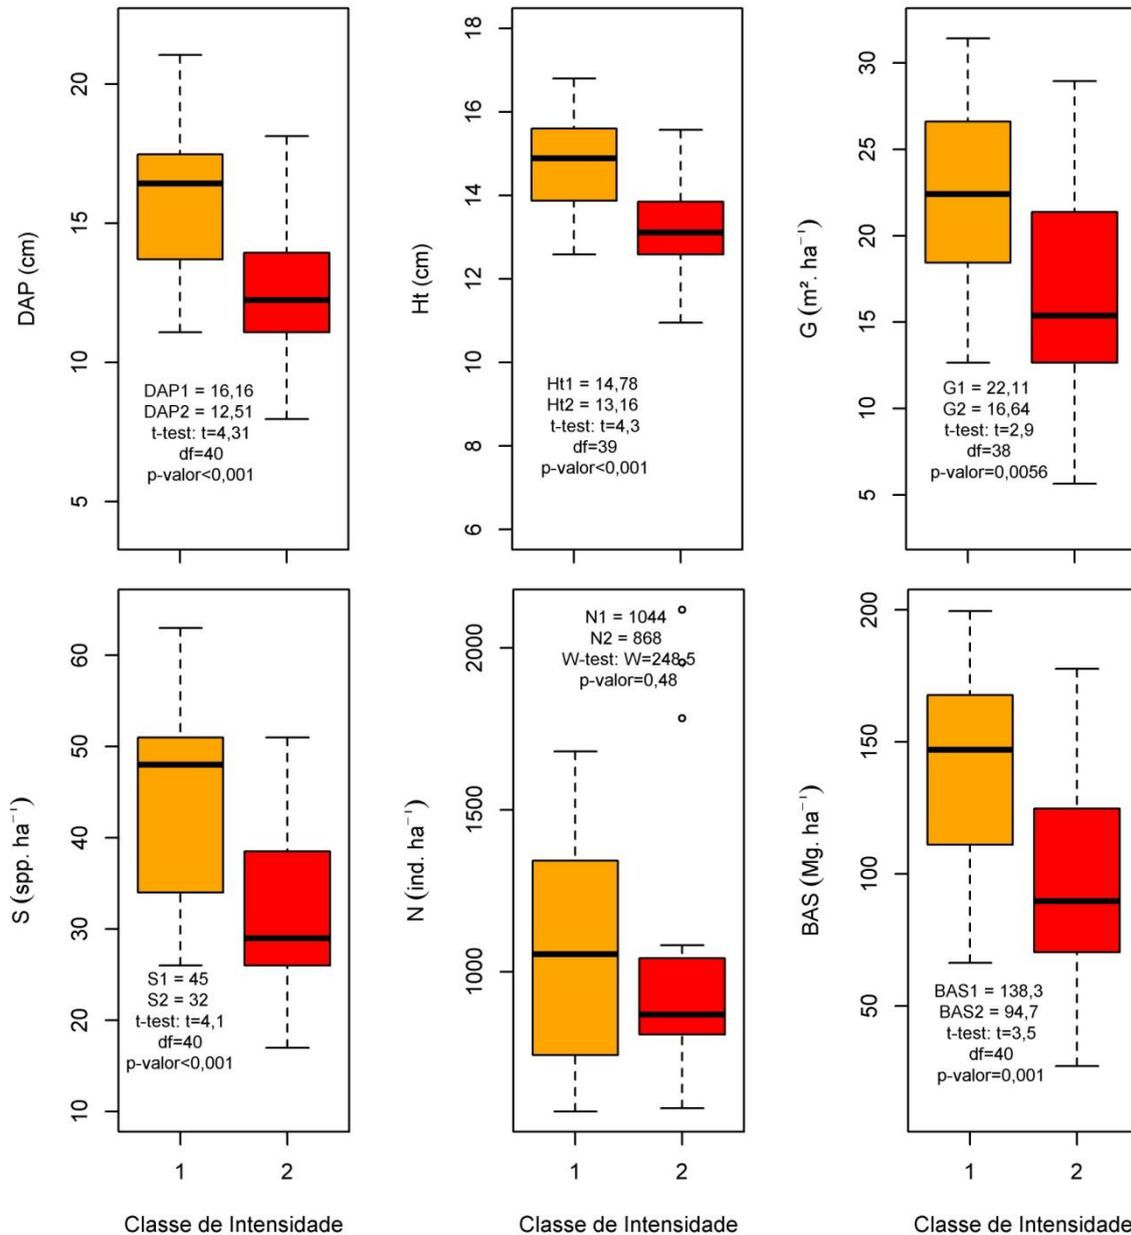 DAP (cm)
20
15
10
5
DAP1 = 16,16
DAP2 = 12,51
t-test: t=4,31
df=40
p-valor<0,001
Ht (cm)
18
16
14
12
10
8
6
Ht1 = 14,78
Ht2 = 13,16
t-test: t=4,3
df=39
p-valor<0,001
G (m². ha⁻¹)
30
25
20
15
10
5
G1 = 22,11
G2 = 16,64
t-test: t=2,9
df=38
p-valor=0,0056
S (spp. ha⁻¹)
60
50
40
30
20
10
S1 = 45
S2 = 32
t-test: t=4,1
df=40
p-valor<0,001
1 2
Classe de Intensidade
N (ind. ha⁻¹)
2000
1500
1000
N1 = 1044
N2 = 868
W-test: W=248,5
p-valor=0,48
1 2
Classe de Intensidade
BAS (Mg. ha⁻¹)
200
150
100
50
BAS1 = 138,3
BAS2 = 94,7
t-test: t=3,5
df=40
p-valor=0,001
1 2
Classe de Intensidade